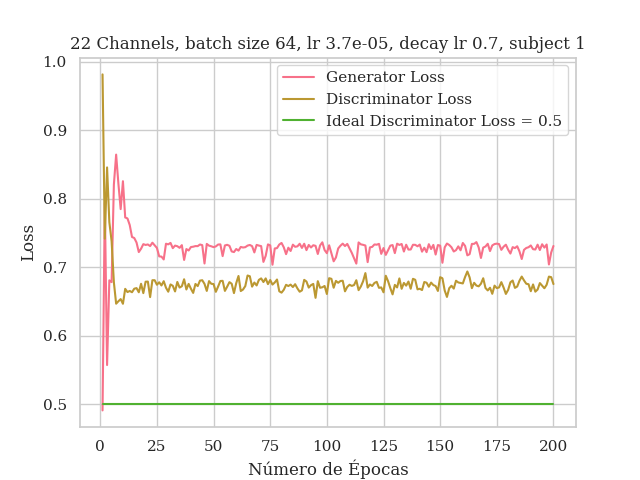 22 Channels, batch size 64, lr 3.7e-05, decay lr 0.7, subject 1
Generator Loss
Discriminator Loss
Ideal Discriminator Loss = 0.5
Loss
1.0
0.9
0.8
0.7
0.6
0.5
0 25 50 75 100 125 150 175 200
Número de Épocas